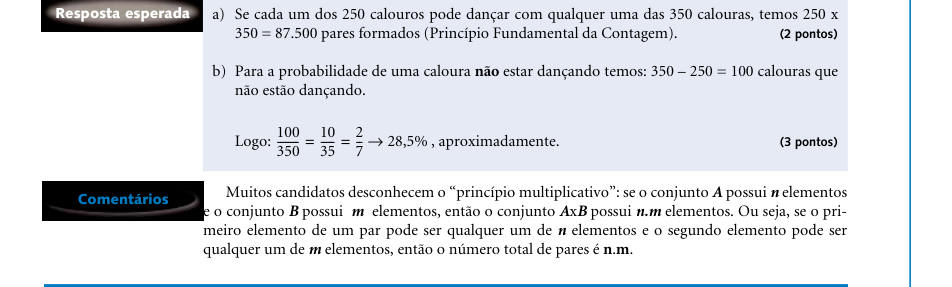 Resposta esperada
a) Se cada um dos 250 calouros pode dançar com qualquer uma das 350 calouras, temos 250 x
350 = 87.500 pares formados (Princípio Fundamental da Contagem). (2 pontos)
b) Para a probabilidade de uma caloura não estar dançando temos: 350 – 250 = 100 calouras que
não estão dançando.
Logo: 100/350 = 10/35 = 2/7 → 28,5% , aproximadamente. (3 pontos)
Comentários
Muitos candidatos desconhecem o “princípio multiplicativo”: se o conjunto A possui n elementos
e o conjunto B possui m elementos, então o conjunto AxB possui n.m elementos. Ou seja, se o pri-
meiro elemento de um par pode ser qualquer um de n elementos e o segundo elemento pode ser
qualquer um de m elementos, então o número total de pares é n.m.